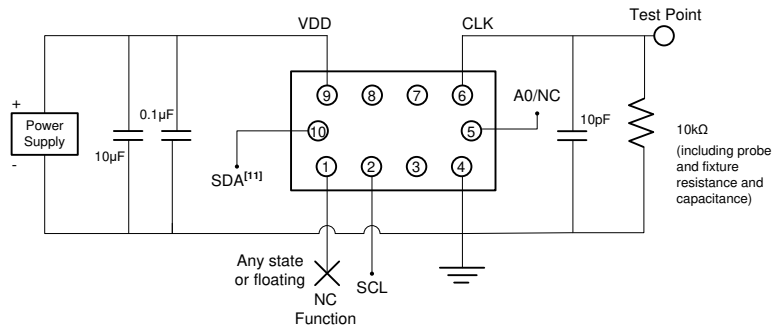 VDD
CLK
Test Point
+
Power
Supply
-
10µF
0.1µF
9
8
7
6
10
5
1
2
3
4
A0/NC
SDA[11]
10pF
10kΩ
(including probe
and fixture
resistance and
capacitance)
Any state
or floating
NC
Function
SCL